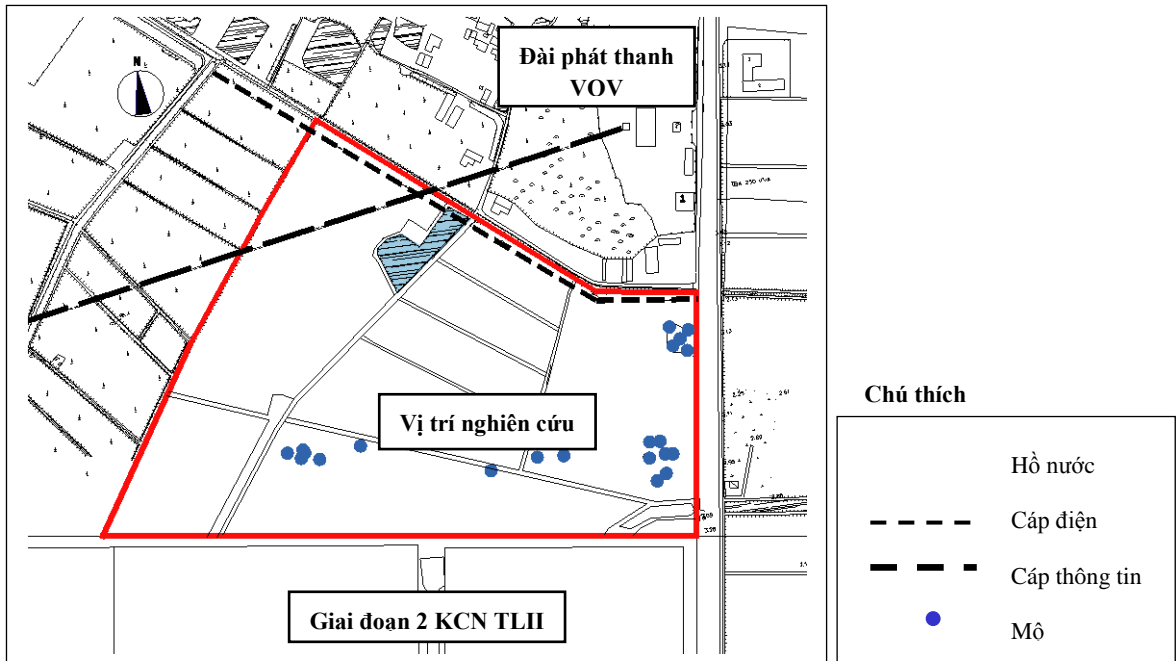 Đài phát thanh
VOV
N
1
Vị trí nghiên cứu
Giai đoạn 2 KCN TLII
Chú thích
Hồ nước
Cáp điện
Cáp thông tin
Mộ